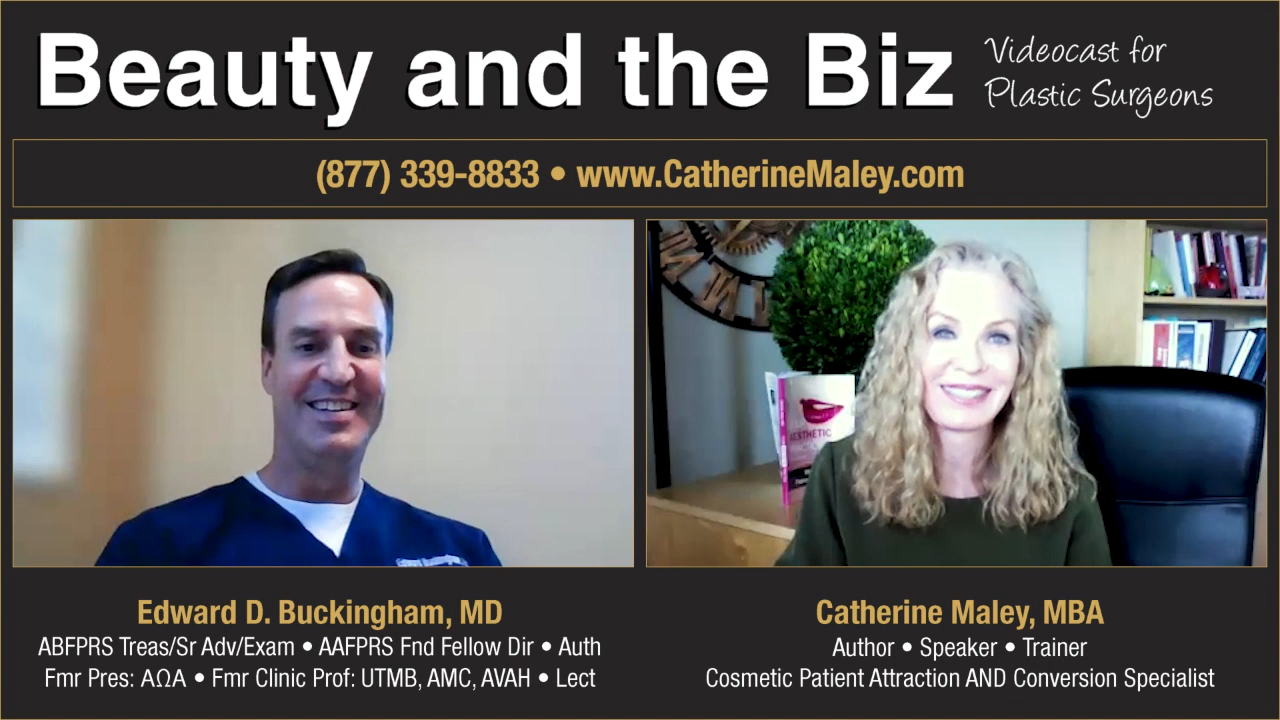 Beauty and the Biz
Videocast for
Plastic Surgeons
(877) 339-8833 • www.CatherineMaley.com
AESTHETIC
Edward D. Buckingham, MD
ABFPRS Treas/Sr Adv/Exam • AAFPRS Fnd Fellow Dir • Auth
Fmr Pres: ΑΩΑ • Fmr Clinic Prof: UTMB, AMC, AVAH • Lect
Catherine Maley, MBA
Author • Speaker • Trainer
Cosmetic Patient Attraction AND Conversion Specialist